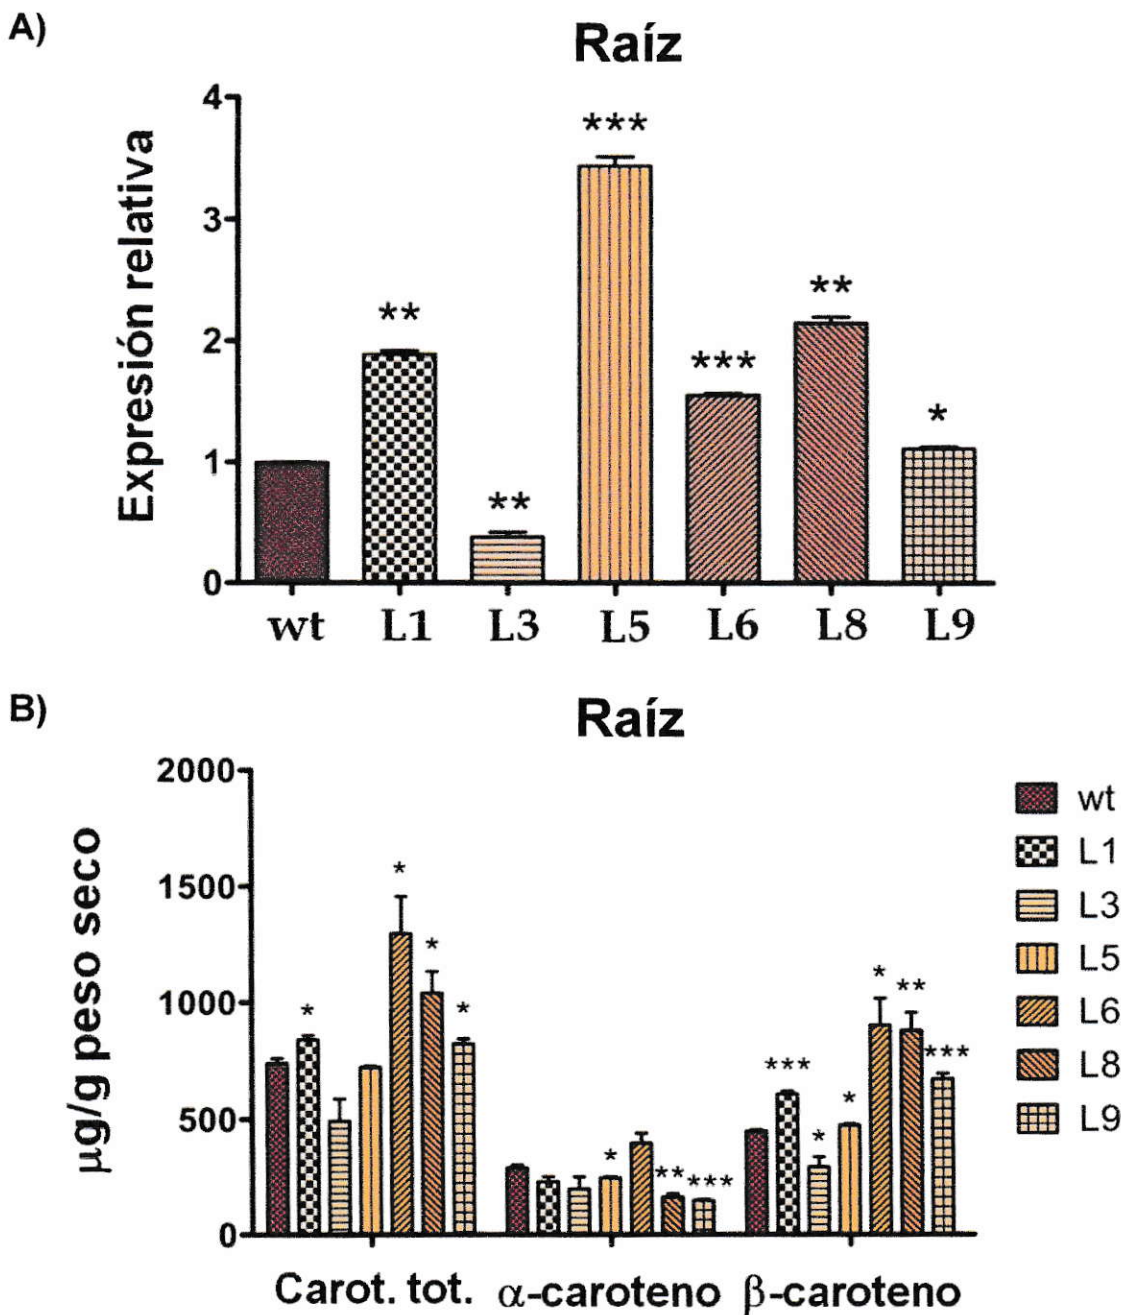 A)
Raíz
Expresión relativa
4
3
2
1
0
**
**
***
***
**
*
wt L1 L3 L5 L6 L8 L9
B)
Raíz
µg/g peso seco
2000
1500
1000
500
0
* * * *
* ** ***
*** * * * ** ***
Carot. tot. α-caroteno β-caroteno
wt
L1
L3
L5
L6
L8
L9